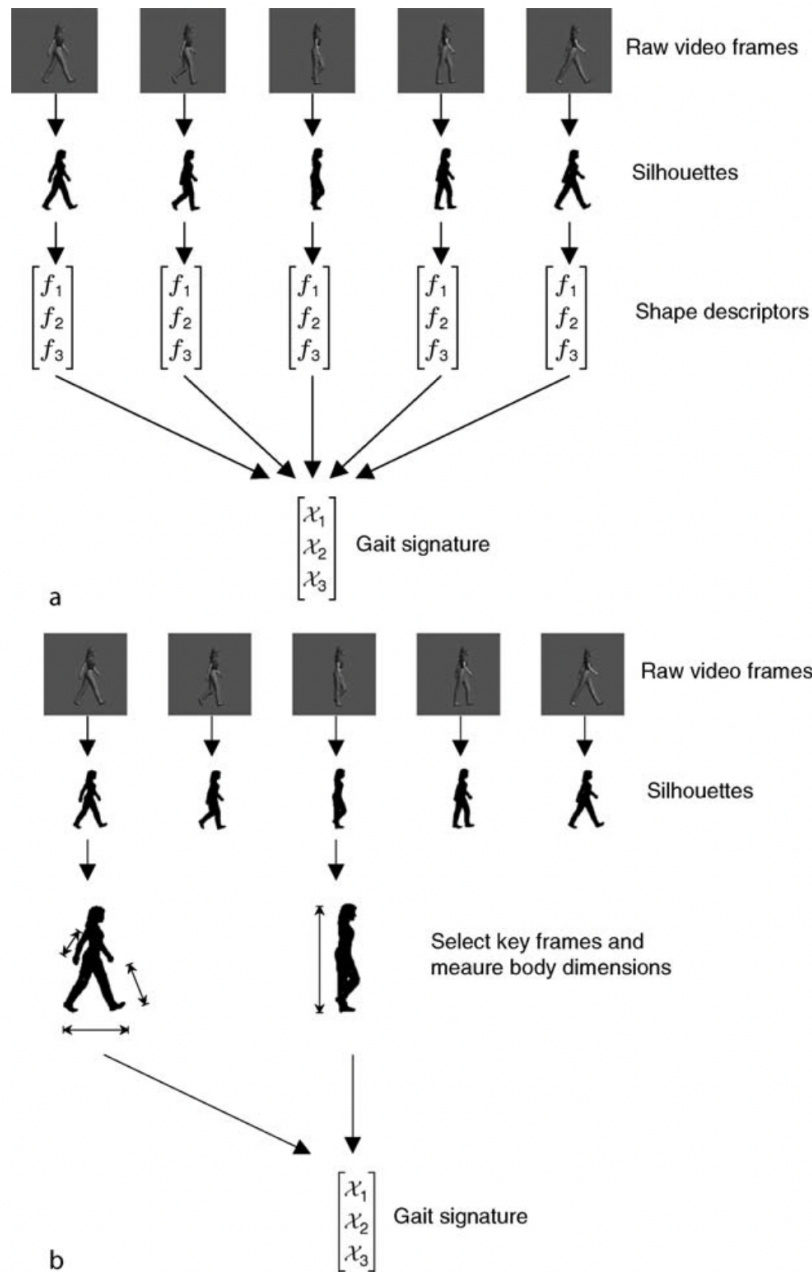 Raw video frames
Silhouettes
f1 f1 f1 f1 f1
f2 f2 f2 f2 f2
f3 f3 f3 f3 f3
Shape descriptors
x1
x2
x3
Gait signature
a
Raw video frames
Silhouettes
Select key frames and
meaure body dimensions
x1
x2
x3
Gait signature
b